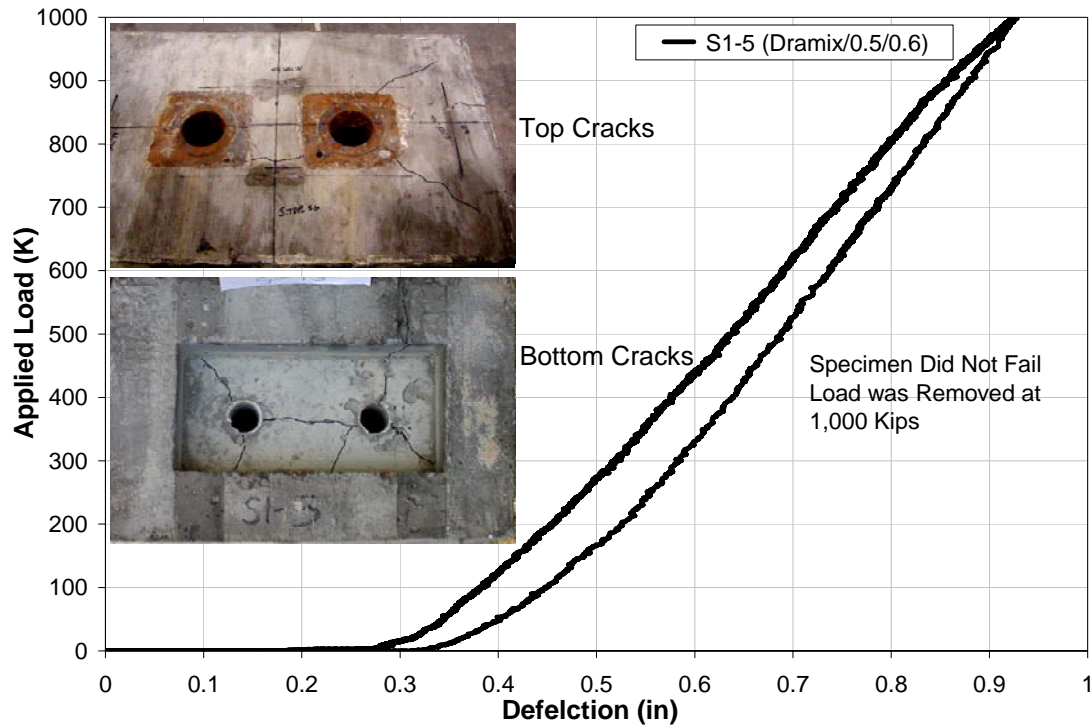 1000
900
800
700
600
500
400
300
200
100
0
Applied Load (K)
S1-5 (Dramix/0.5/0.6)
Top Cracks
Bottom Cracks
Specimen Did Not Fail
Load was Removed at
1,000 Kips
S1-5
0 0.1 0.2 0.3 0.4 0.5 0.6 0.7 0.8 0.9 1
Defelction (in)